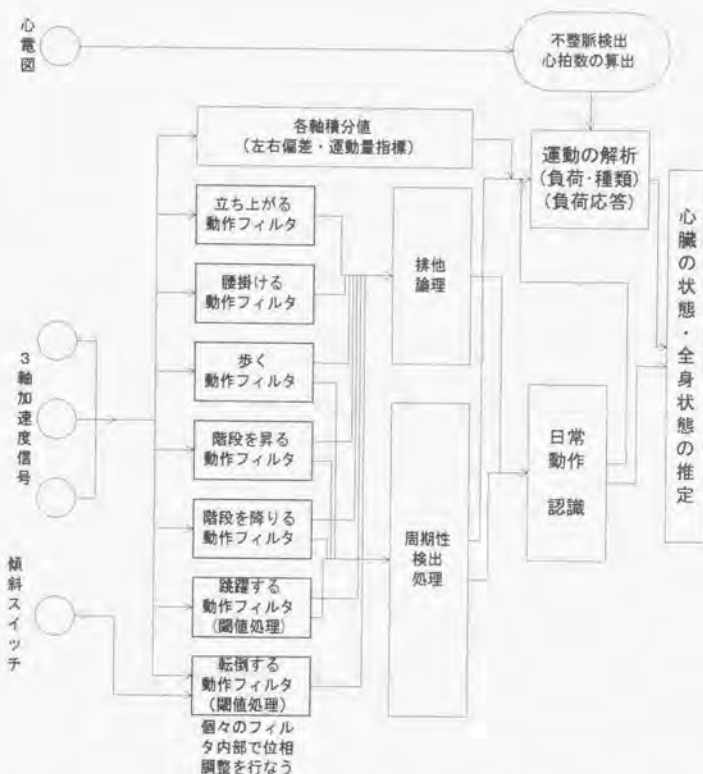 心電図
不整脈検出
心拍数の算出
各軸積分値
(左右偏差・運動量指標)
運動の解析
(負荷・種類)
(負荷応答)
立ち上がる
動作フィルタ
腰掛ける
動作フィルタ
歩く
動作フィルタ
階段を昇る
動作フィルタ
階段を降りる
動作フィルタ
跳躍する
動作フィルタ
(閾値処理)
転倒する
動作フィルタ
(閾値処理)
個々のフィル
タ内部で位相
調整を行なう
排他
論理
周期性
検出
処理
日常
動作
認識
心臓の状態・全身状態の推定
3軸加速度信号
傾斜スイッチ